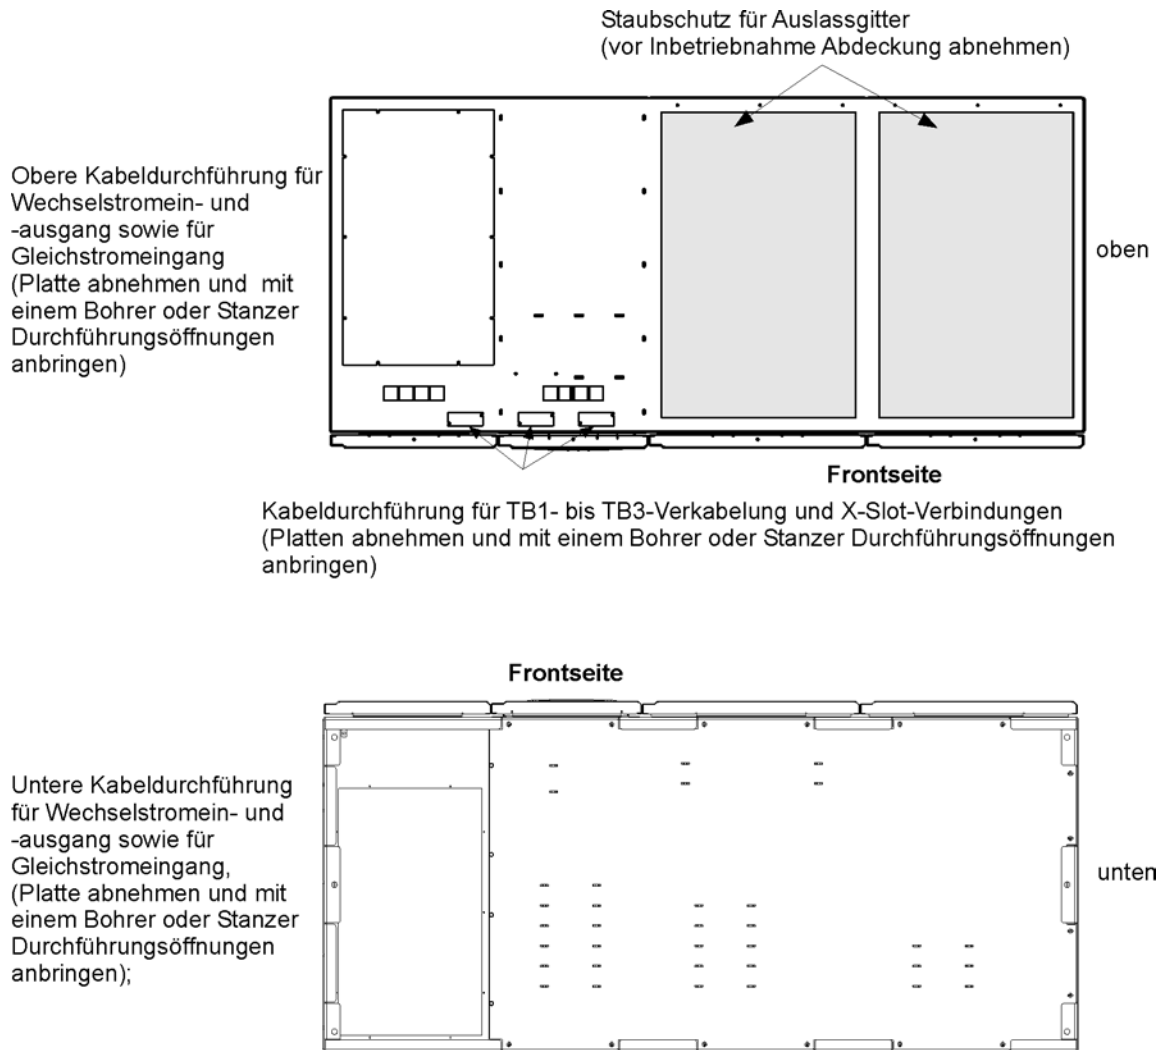 Staubschutz für Auslassgitter
(vor Inbetriebnahme Abdeckung abnehmen)
Obere Kabeldurchführung für
Wechselstromein- und
-ausgang sowie für
Gleichstromeingang
(Platte abnehmen und mit
einem Bohrer oder Stanzer
Durchführungsöffnungen
anbringen)
oben
Frontseite
Kabeldurchführung für TB1- bis TB3-Verkabelung und X-Slot-Verbindungen
(Platten abnehmen und mit einem Bohrer oder Stanzer Durchführungsöffnungen
anbringen)
Frontseite
Untere Kabeldurchführung
für Wechselstromein- und
-ausgang sowie für
Gleichstromeingang,
(Platte abnehmen und mit
einem Bohrer oder Stanzer
Durchführungsöffnungen
anbringen);
unten